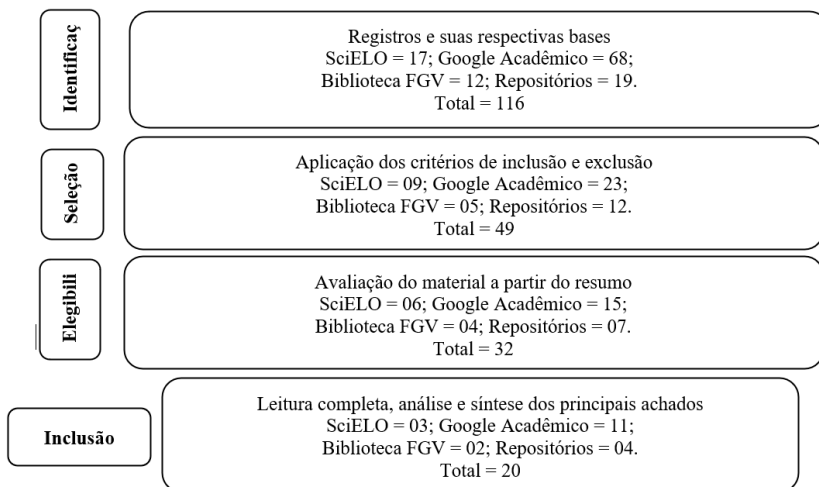 Identificaç
Registros e suas respectivas bases
SciELO = 17; Google Acadêmico = 68;
Biblioteca FGV = 12; Repositórios = 19.
Total = 116
Seleção
Aplicação dos critérios de inclusão e exclusão
SciELO = 09; Google Acadêmico = 23;
Biblioteca FGV = 05; Repositórios = 12.
Total = 49
Elegibili
Avaliação do material a partir do resumo
SciELO = 06; Google Acadêmico = 15;
Biblioteca FGV = 04; Repositórios = 07.
Total = 32
Inclusão
Leitura completa, análise e síntese dos principais achados
SciELO = 03; Google Acadêmico = 11;
Biblioteca FGV = 02; Repositórios = 04.
Total = 20